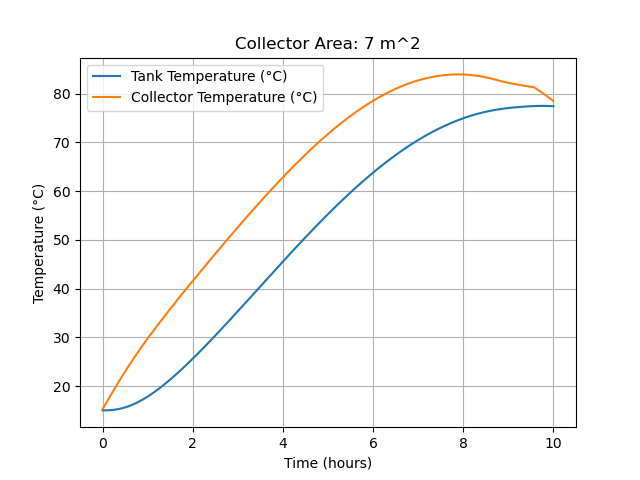 Collector Area: 7 m^2
Tank Temperature (°C)
Collector Temperature (°C)
Temperature (°C)
80
70
60
50
40
30
20
0 2 4 6 8 10
Time (hours)